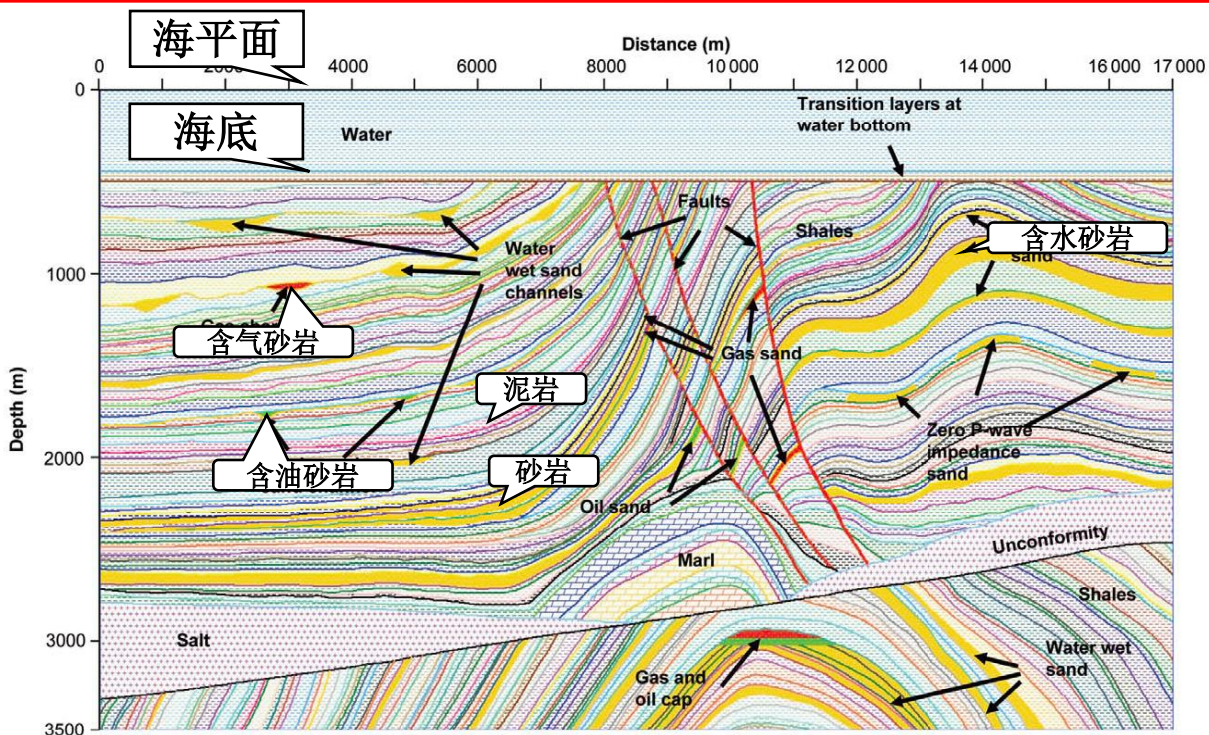 海平面
Distance (m)
0
4000
6000
8000
10 000
12 000
14 000
16 000
17 000
0
海底
Water
Transition layers at
water bottom
Faults
Shales
含水砂岩
sand
Water
wet sand
channels
1000
含气砂岩
Gas sand
泥岩
Depth (m)
Zero P-wave
impedance
sand
2000
含油砂岩
砂岩
Oil sand
Unconformity
Marl
Shales
3000
Salt
Water wet
sand
Gas and
oil cap
3500